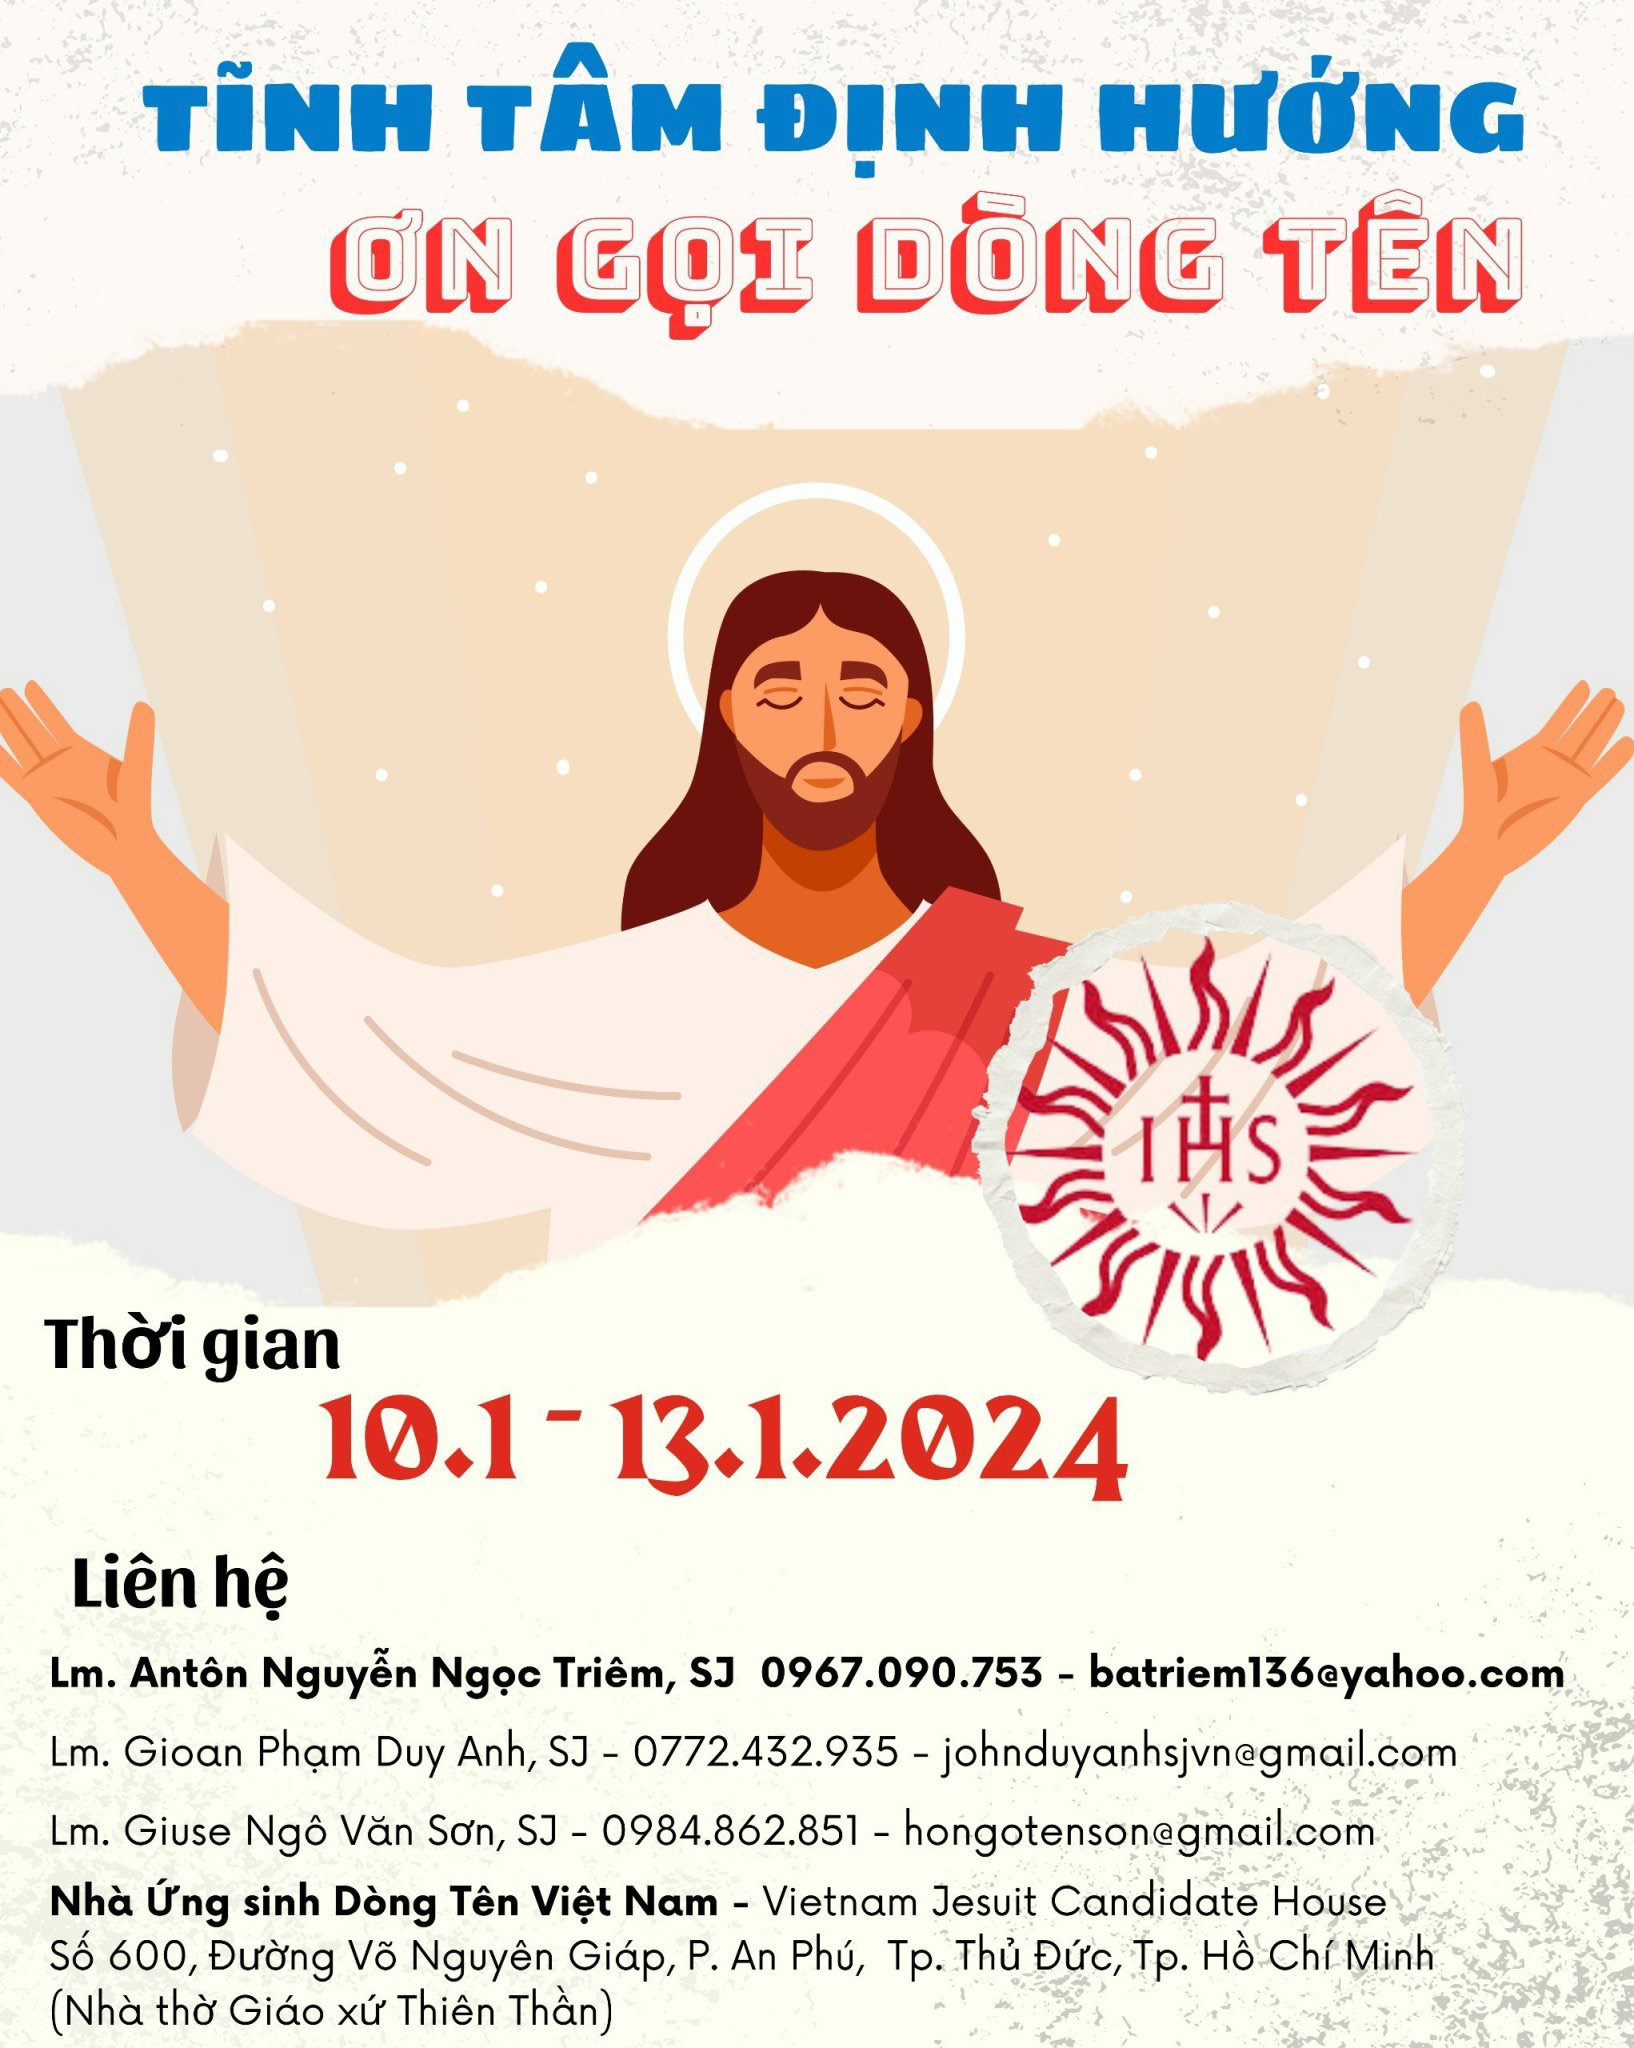 TĨNH TÂM ĐỊNH HƯỚNG
ƠN GỌI DÒNG TÊN
IHS
Thời gian
10.1 - 13.1.2024
Liên hệ
Lm. Antôn Nguyễn Ngọc Triêm, SJ 0967.090.753 - batriem136@yahoo.com
Lm. Gioan Phạm Duy Anh, SJ - 0772.432.935 - johnduyanhsjvn@gmail.com
Lm. Giuse Ngô Văn Sơn, SJ - 0984.862.851 - hongotenson@gmail.com
Nhà Ứng sinh Dòng Tên Việt Nam - Vietnam Jesuit Candidate House
Số 600, Đường Võ Nguyên Giáp, P. An Phú, Tp. Thủ Đức, Tp. Hồ Chí Minh
(Nhà thờ Giáo xứ Thiên Thần)